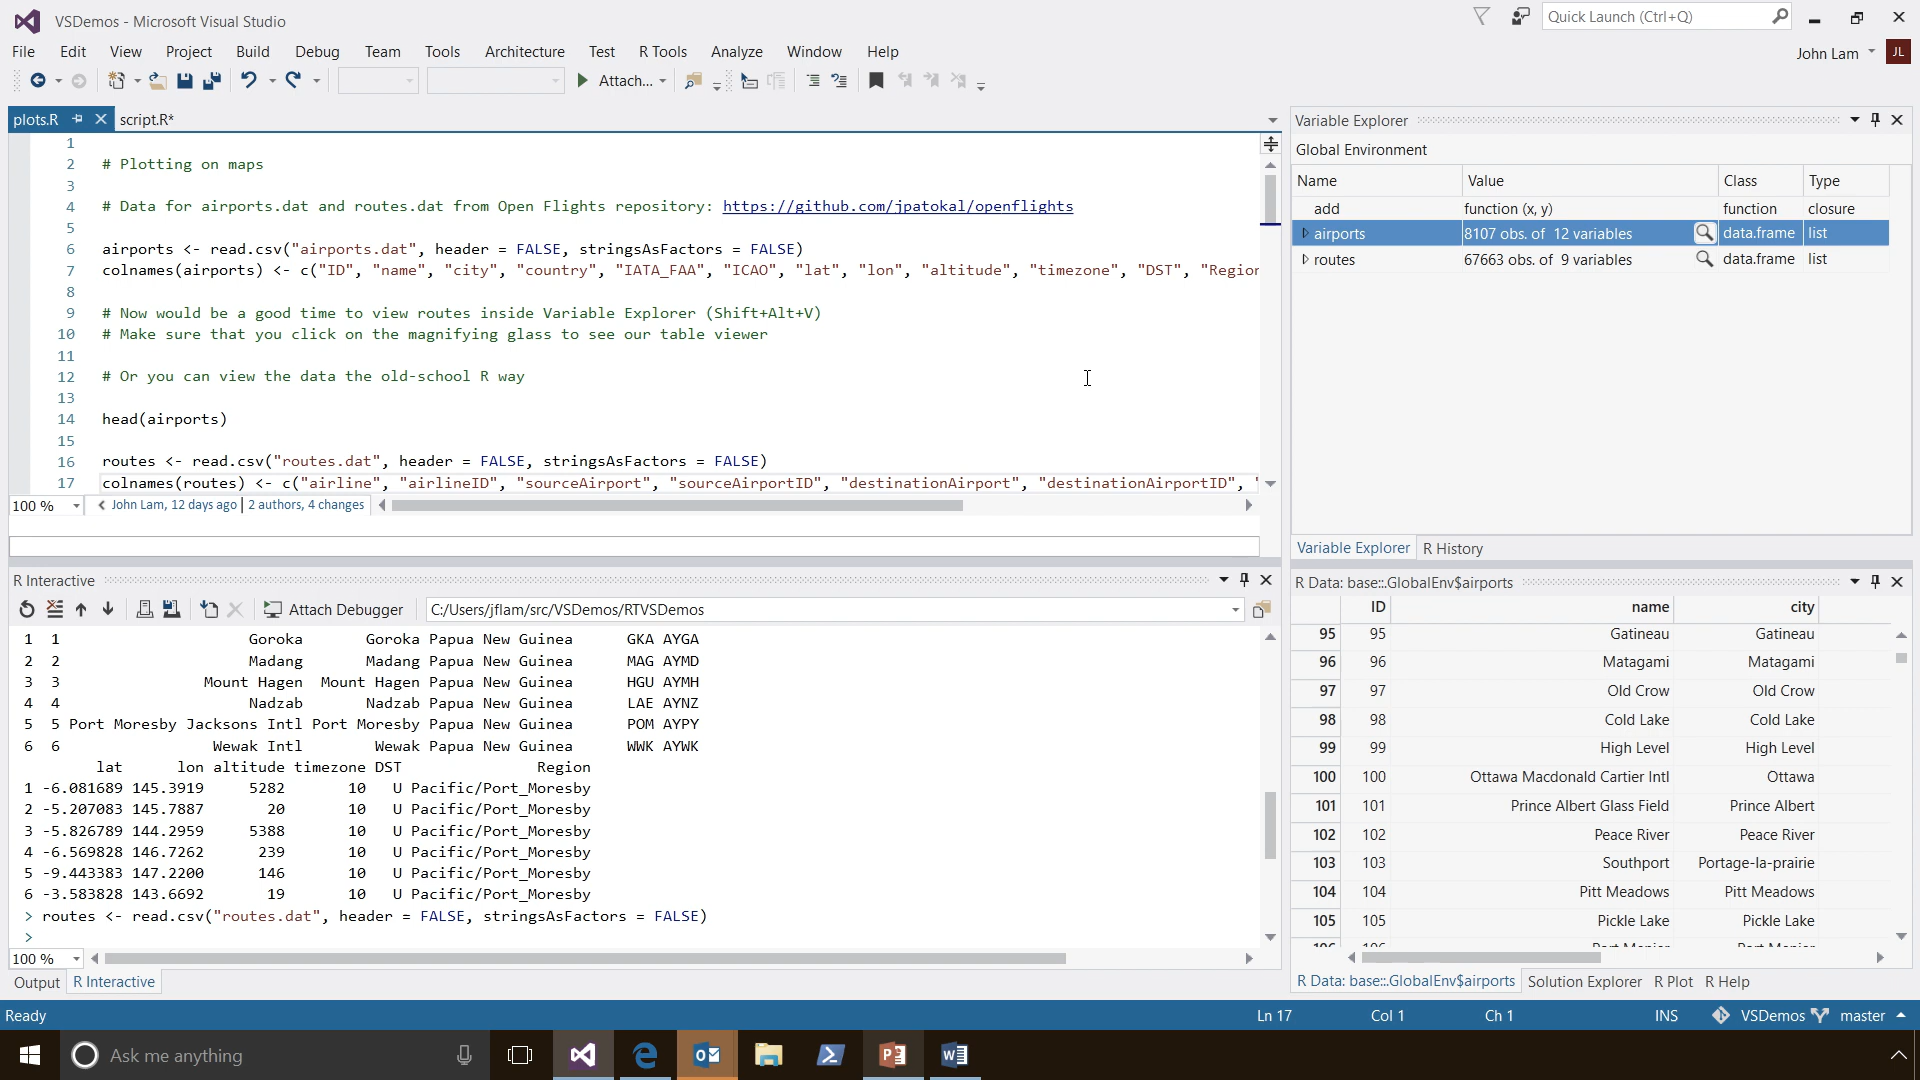 VSDemos - Microsoft Visual Studio
Quick Launch (Ctrl+Q)
File Edit View Project Build Debug Team Tools Architecture Test R Tools Analyze Window Help
John Lam JL
Attach...
plots.R script.R*
1
2 # Plotting on maps
3
4 # Data for airports.dat and routes.dat from Open Flights repository: https://github.com/jpatokal/openflights
5
6 airports <- read.csv("airports.dat", header = FALSE, stringsAsFactors = FALSE)
7 colnames(airports) <- c("ID", "name", "city", "country", "IATA_FAA", "ICAO", "lat", "lon", "altitude", "timezone", "DST", "Region
8
9 # Now would be a good time to view routes inside Variable Explorer (Shift+Alt+V)
10 # Make sure that you click on the magnifying glass to see our table viewer
11
12 # Or you can view the data the old-school R way
13
14 head(airports)
15
16 routes <- read.csv("routes.dat", header = FALSE, stringsAsFactors = FALSE)
17 colnames(routes) <- c("airline", "airlineID", "sourceAirport", "sourceAirportID", "destinationAirport", "destinationAirportID", "
100 % John Lam, 12 days ago | 2 authors, 4 changes
Variable Explorer
Global Environment
Name Value Class Type
add function (x, y) function closure
airports 8107 obs. of 12 variables data.frame list
routes 67663 obs. of 9 variables data.frame list
Variable Explorer R History
R Interactive
Attach Debugger C:/Users/jflam/src/VSDemos/RTVSDemos
1 1 Goroka Goroka Papua New Guinea GKA AYGA
2 2 Madang Madang Papua New Guinea MAG AYMD
3 3 Mount Hagen Mount Hagen Papua New Guinea HGU AYMH
4 4 Nadzab Nadzab Papua New Guinea LAE AYNZ
5 5 Port Moresby Jacksons Intl Port Moresby Papua New Guinea POM AYPY
6 6 Wewak Intl Wewak Papua New Guinea WWK AYWK
lat lon altitude timezone DST Region
1 -6.081689 145.3919 5282 10 U Pacific/Port_Moresby
2 -5.207083 145.7887 20 10 U Pacific/Port_Moresby
3 -5.826789 144.2959 5388 10 U Pacific/Port_Moresby
4 -6.569828 146.7262 239 10 U Pacific/Port_Moresby
5 -9.443383 147.2200 146 10 U Pacific/Port_Moresby
6 -3.583828 143.6692 19 10 U Pacific/Port_Moresby
> routes <- read.csv("routes.dat", header = FALSE, stringsAsFactors = FALSE)
>
100 %
Output R Interactive
R Data: base::.GlobalEnv$airports
ID name city
95 95 Gatineau Gatineau
96 96 Matagami Matagami
97 97 Old Crow Old Crow
98 98 Cold Lake Cold Lake
99 99 High Level High Level
100 100 Ottawa Macdonald Cartier Intl Ottawa
101 101 Prince Albert Glass Field Prince Albert
102 102 Peace River Peace River
103 103 Southport Portage-la-prairie
104 104 Pitt Meadows Pitt Meadows
105 105 Pickle Lake Pickle Lake
R Data: base::.GlobalEnv$airports Solution Explorer R Plot R Help
Ready Ln 17 Col 1 Ch 1 INS VSDemos master
Ask me anything